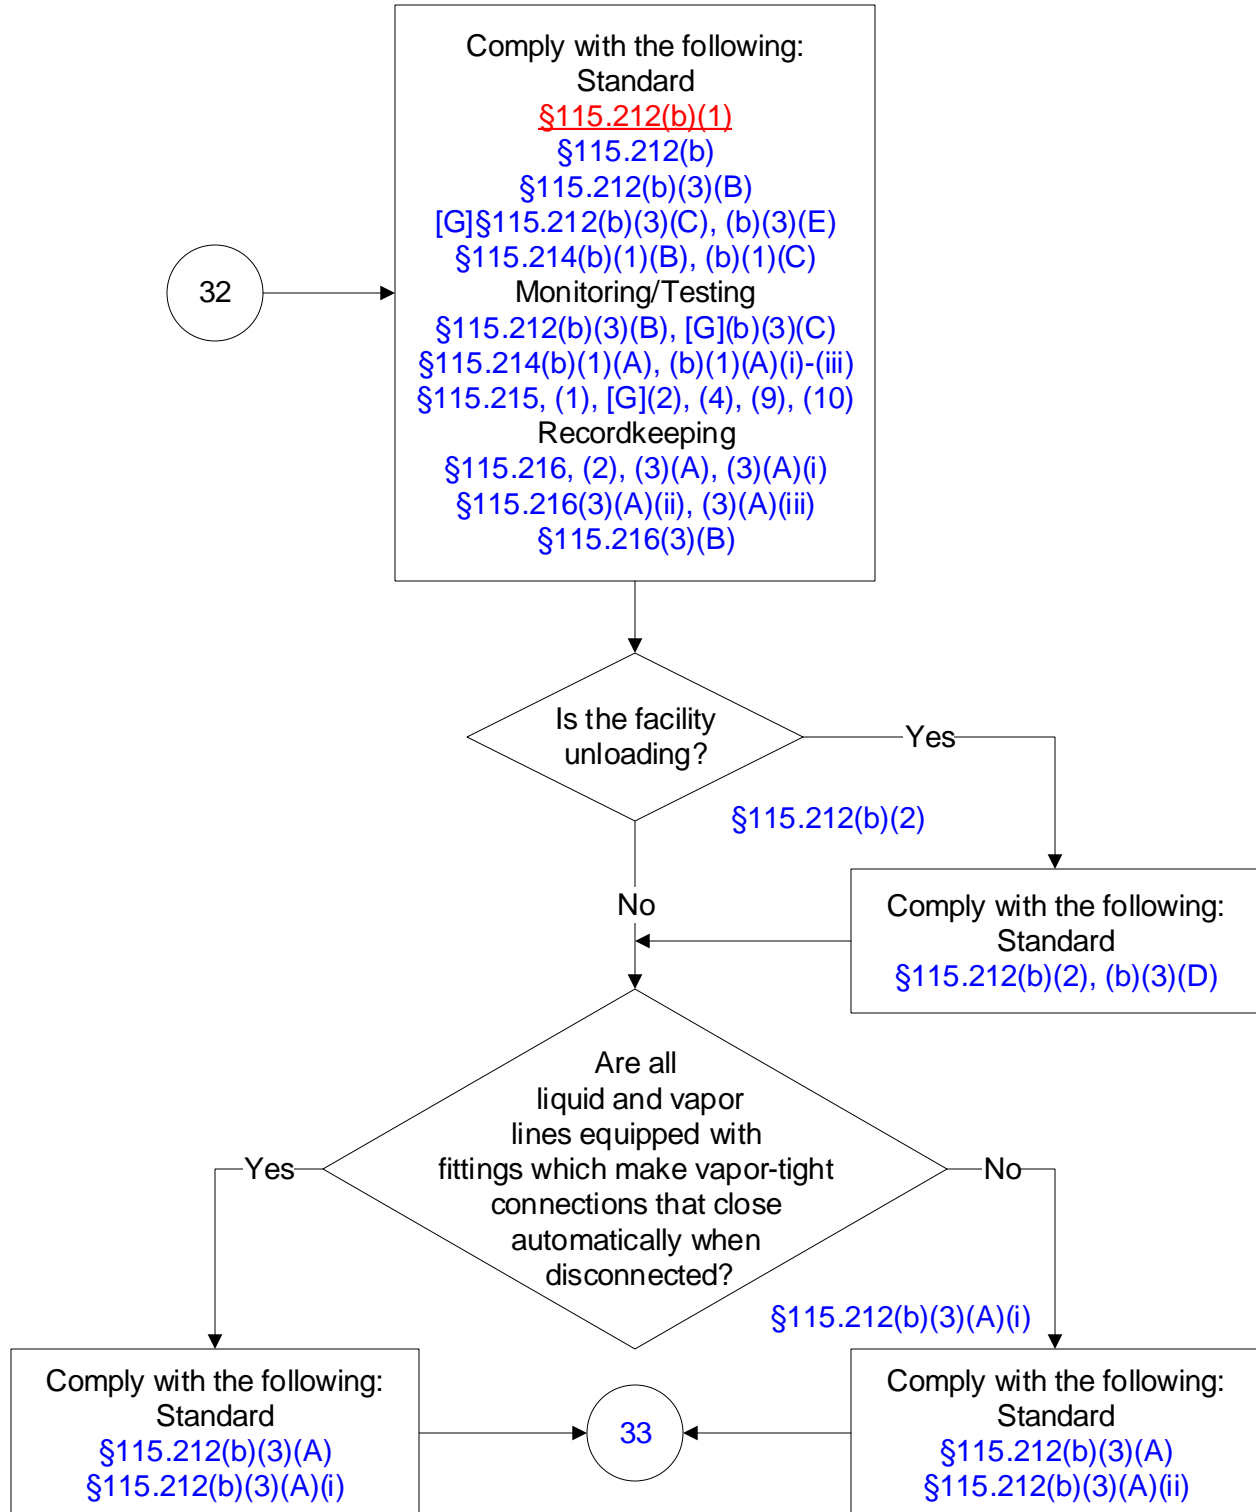 Comply with the following:
Standard
§115.212(b)(1)
§115.212(b)
§115.212(b)(3)(B)
[G]§115.212(b)(3)(C), (b)(3)(E)
§115.214(b)(1)(B), (b)(1)(C)
Monitoring/Testing
§115.212(b)(3)(B), [G](b)(3)(C)
§115.214(b)(1)(A), (b)(1)(A)(i)-(iii)
§115.215, (1), [G](2), (4), (9), (10)
Recordkeeping
§115.216, (2), (3)(A), (3)(A)(i)
§115.216(3)(A)(ii), (3)(A)(iii)
§115.216(3)(B)
32
Is the facility
unloading?
Yes
§115.212(b)(2)
No
Comply with the following:
Standard
§115.212(b)(2), (b)(3)(D)
Are all
liquid and vapor
lines equipped with
fittings which make vapor-tight
connections that close
automatically when
disconnected?
Yes
No
§115.212(b)(3)(A)(i)
Comply with the following:
Standard
§115.212(b)(3)(A)
§115.212(b)(3)(A)(i)
33
Comply with the following:
Standard
§115.212(b)(3)(A)
§115.212(b)(3)(A)(ii)